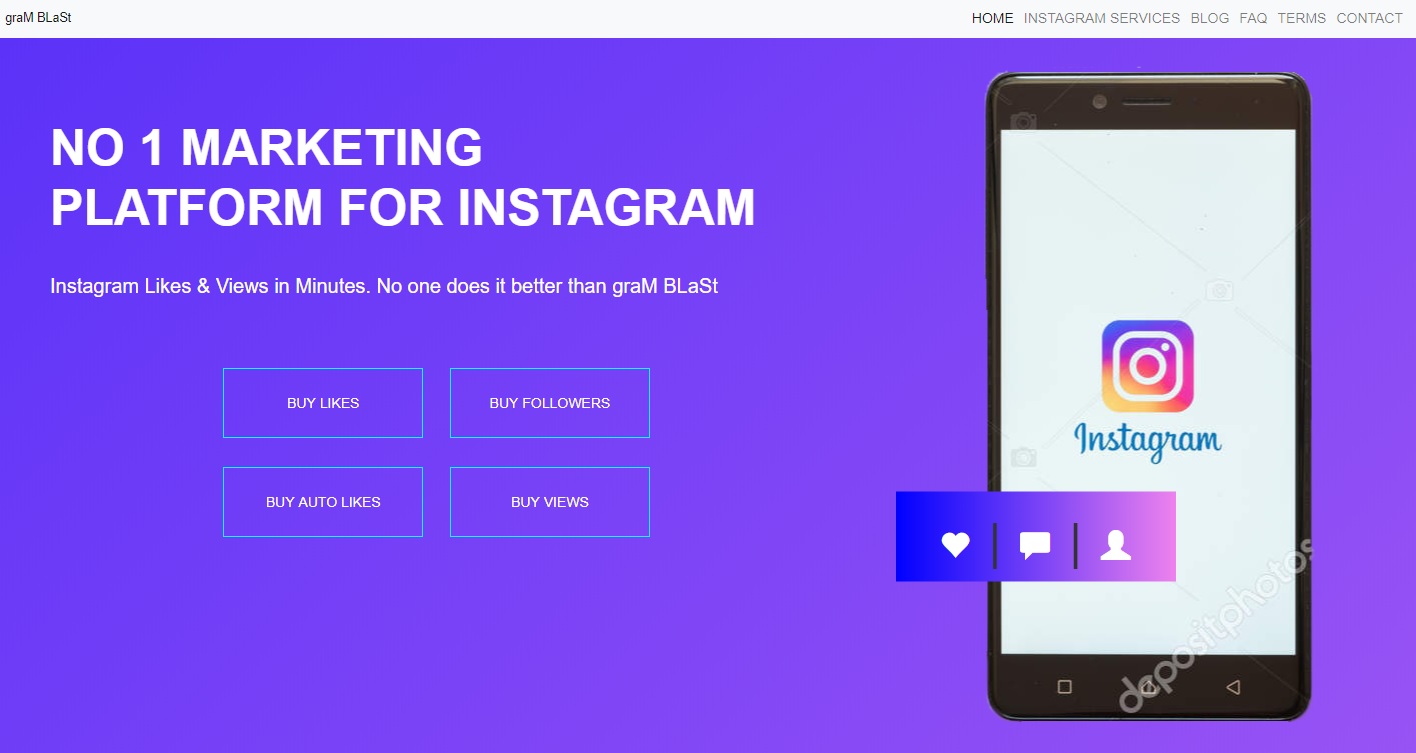 graM BLaSt
HOME INSTAGRAM SERVICES BLOG FAQ TERMS CONTACT
NO 1 MARKETING
PLATFORM FOR INSTAGRAM
Instagram Likes & Views in Minutes. No one does it better than graM BLaSt
BUY LIKES BUY FOLLOWERS
BUY AUTO LIKES BUY VIEWS
Instagram
depositphotos